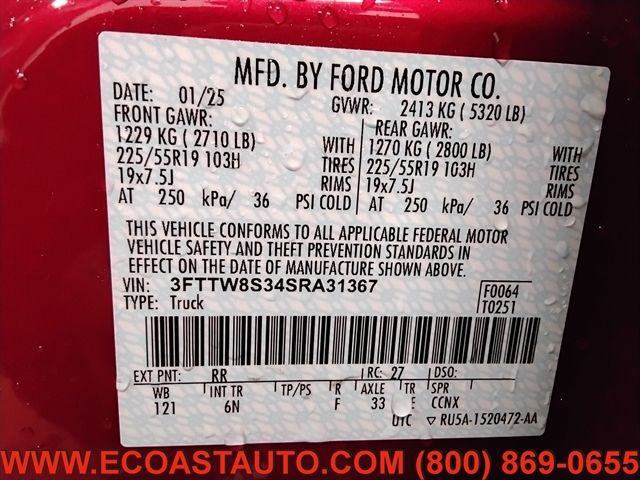 MFD. BY FORD MOTOR CO.
DATE: 01/25 GVWR: 2413 KG ( 5320 LB)
FRONT GAWR: REAR GAWR:
1229 KG ( 2710 LB) WITH 1270 KG ( 2800 LB) WITH
225/55R19 103H TIRES 225/55R19 103H TIRES
19x7.5J RIMS 19x7.5J RIMS
AT 250 kPa/ 36 PSI COLD AT 250 kPa/ 36 PSI COLD
THIS VEHICLE CONFORMS TO ALL APPLICABLE FEDERAL MOTOR
VEHICLE SAFETY AND THEFT PREVENTION STANDARDS IN
EFFECT ON THE DATE OF MANUFACTURE SHOWN ABOVE.
VIN: 3FTTW8S34SRA31367 F0064
TYPE: Truck T0251
EXT PNT: RR RC: 27 DSO:
WB INT TR TP/PS R AXLE TR SPR
121 6N F 33 E CCNX
UTC ▽ RU5A-1520472-AA
WWW.ECOASTAUTO.COM (800) 869-0655